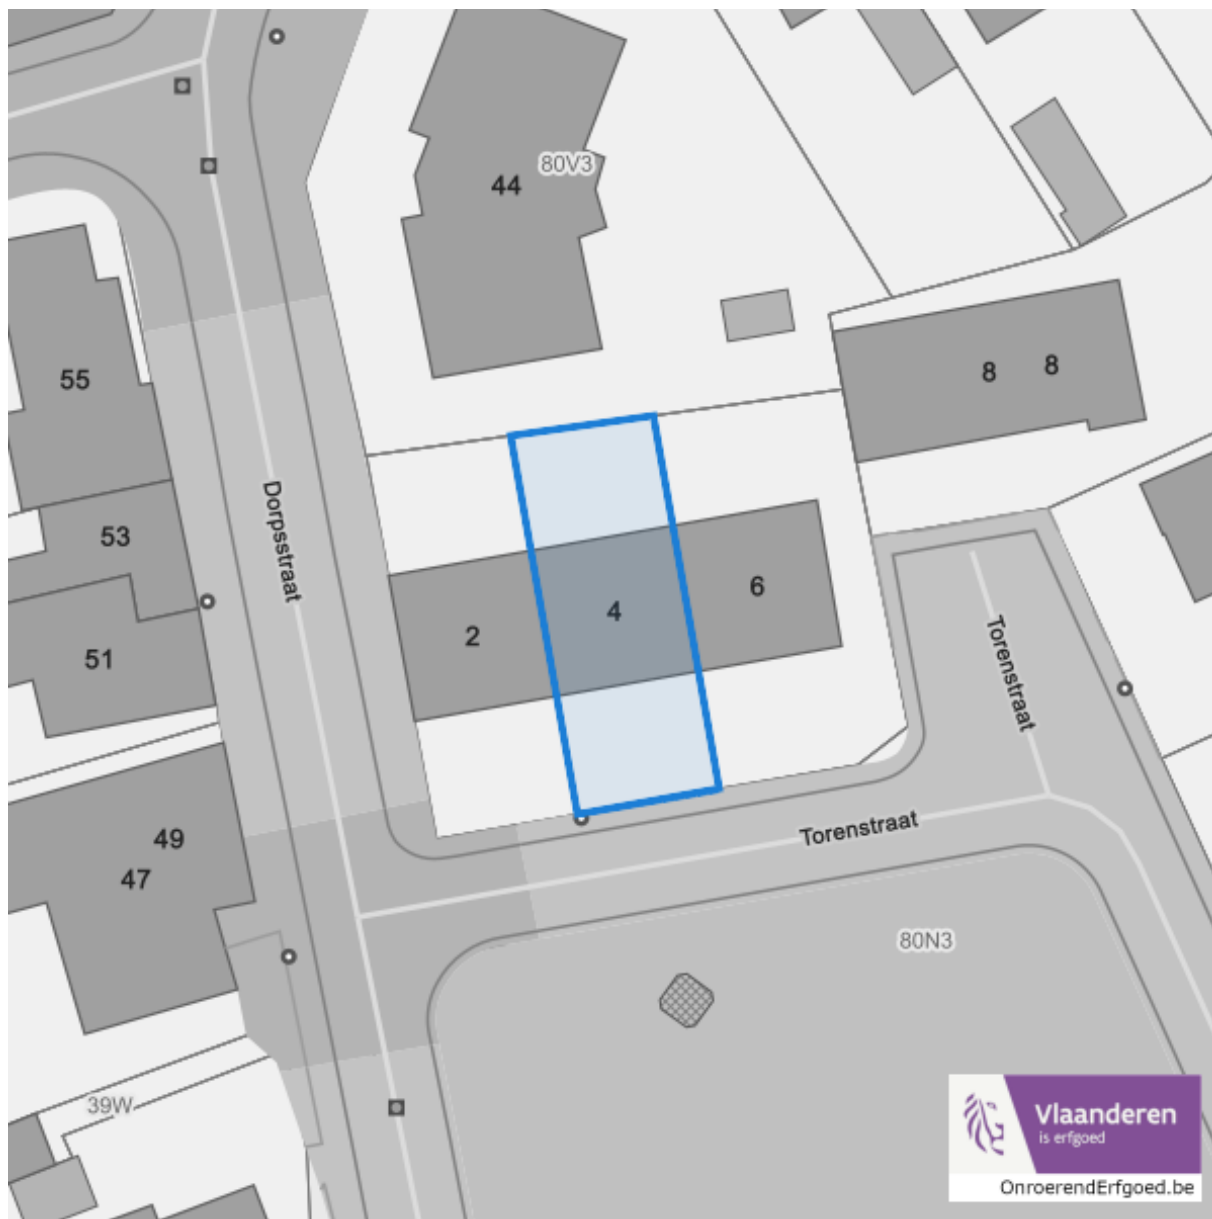 44
80V3
55
8
8
53
Dorpsstraat
4
6
2
51
Torenstraat
49
47
Torenstraat
80N3
39W
Vlaanderen
is erfgoed
OnroerendErfgoed.be